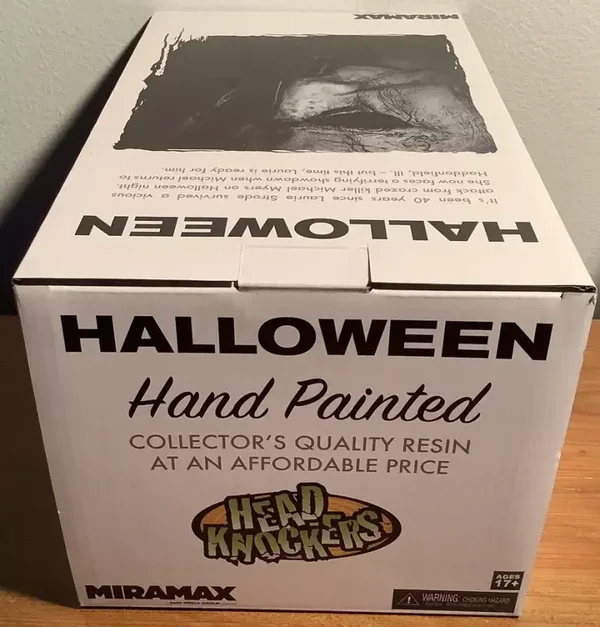 MIRAMAX
It's been 40 years since Laurie Strode survived a vicious
attack from crazed killer Michael Myers on Halloween night.
She now faces a terrifying showdown when Michael returns to
Haddonfield, Ill. – but this time, Laurie is ready for him.
HALLOWEEN
HALLOWEEN
Hand Painted
COLLECTOR'S QUALITY RESIN
AT AN AFFORDABLE PRICE
HEAD
KNOCKERS
MIRAMAX
AGES
17+
WARNING: CHOKING HAZARD